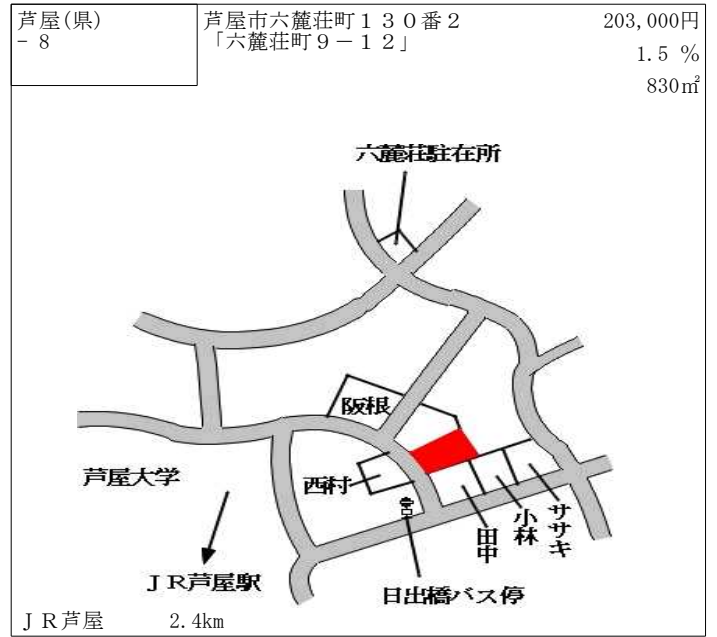 芦屋(県)
- 8
芦屋市六麓荘町１３０番２
「六麓荘町９－１２」
203,000円
1.5 %
830㎡
六麓荘駐在所
阪根
芦屋大学
西村
ササキ
小林
田中
ＪＲ芦屋駅
日出橋バス停
ＪＲ芦屋 2.4km